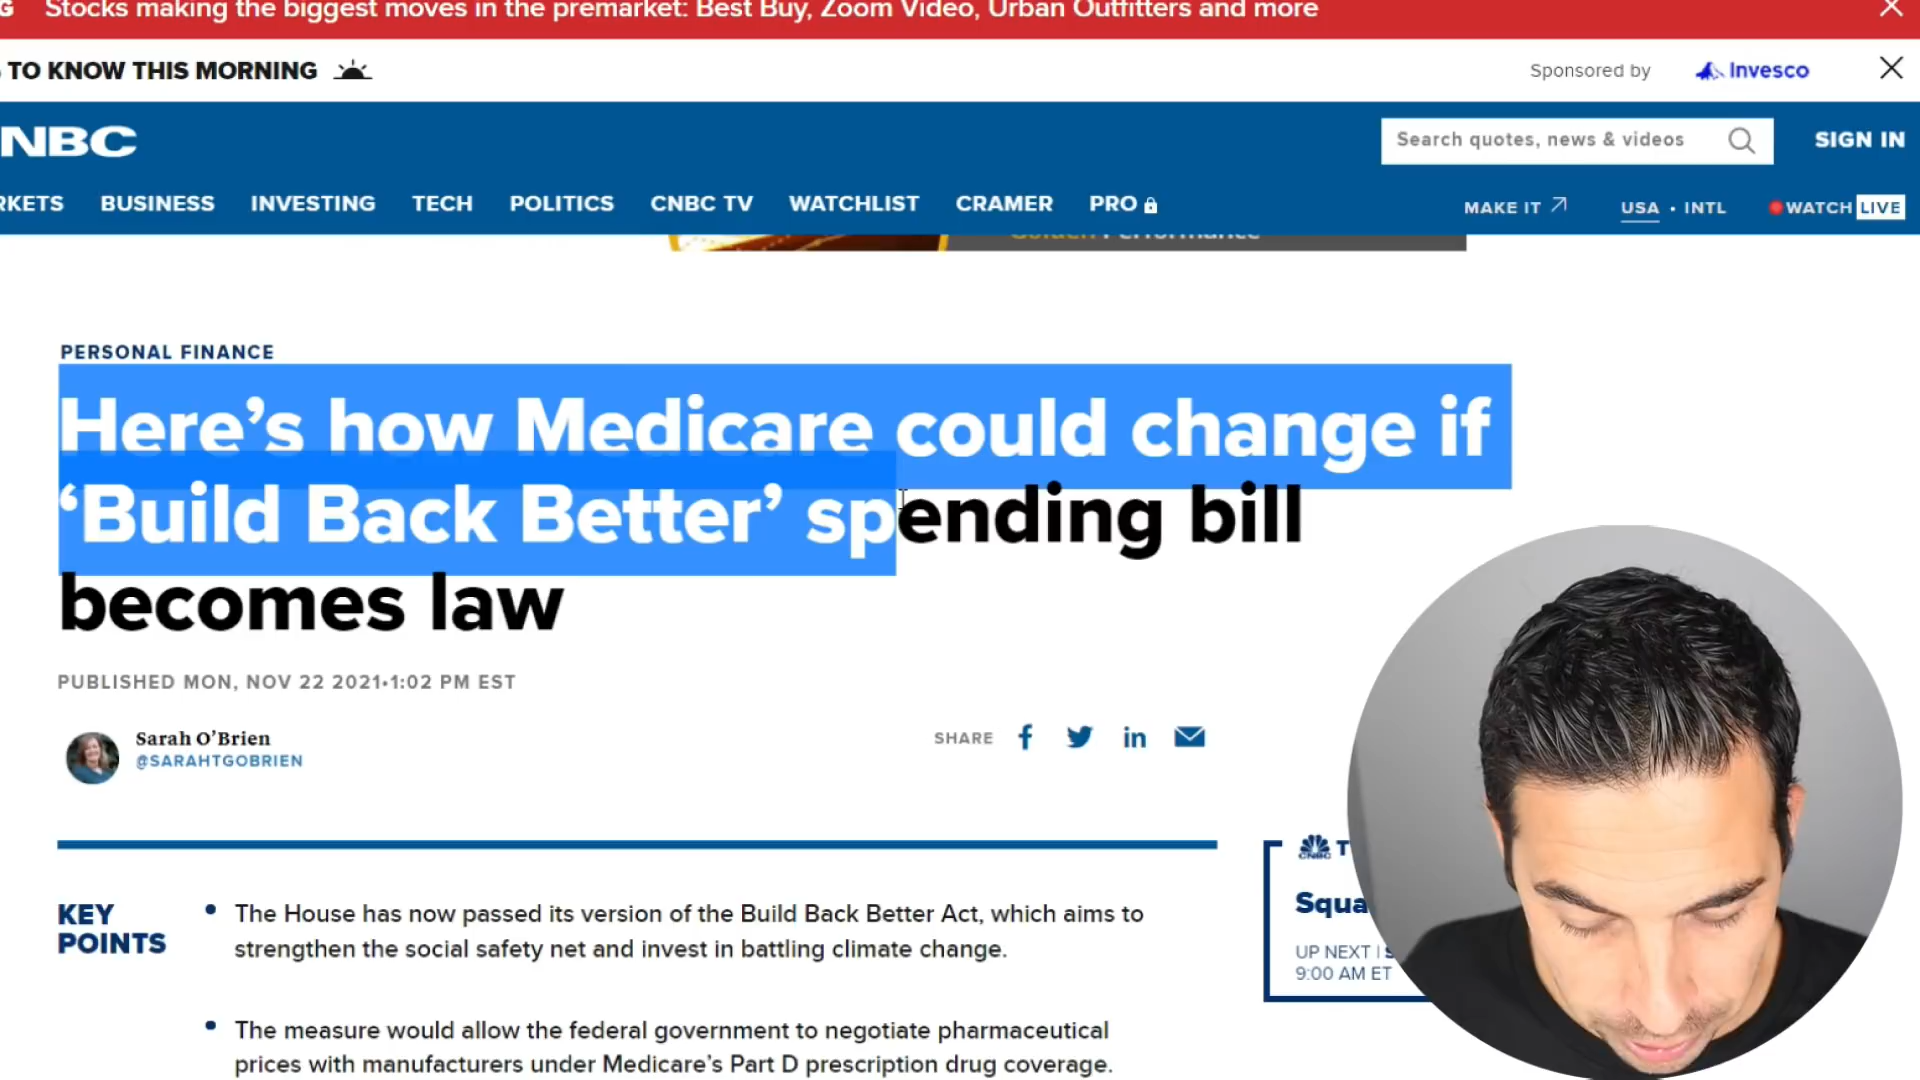 G Stocks making the biggest moves in the premarket: Best Buy, Zoom Video, Urban Outfitters and more
TO KNOW THIS MORNING
Sponsored by Invesco
NBC
Search quotes, news & videos
SIGN IN
RKETS BUSINESS INVESTING TECH POLITICS CNBC TV WATCHLIST CRAMER PRO
MAKE IT USA • INTL WATCH LIVE
Golden Performance
PERSONAL FINANCE
Here’s how Medicare could change if
‘Build Back Better’ spending bill
becomes law
PUBLISHED MON, NOV 22 2021•1:02 PM EST
Sarah O’Brien
@SARAHTGOBRIEN
SHARE
KEY
POINTS
• The House has now passed its version of the Build Back Better Act, which aims to
strengthen the social safety net and invest in battling climate change.
• The measure would allow the federal government to negotiate pharmaceutical
prices with manufacturers under Medicare’s Part D prescription drug coverage.
CNBC T
Squa
UP NEXT | S
9:00 AM ET